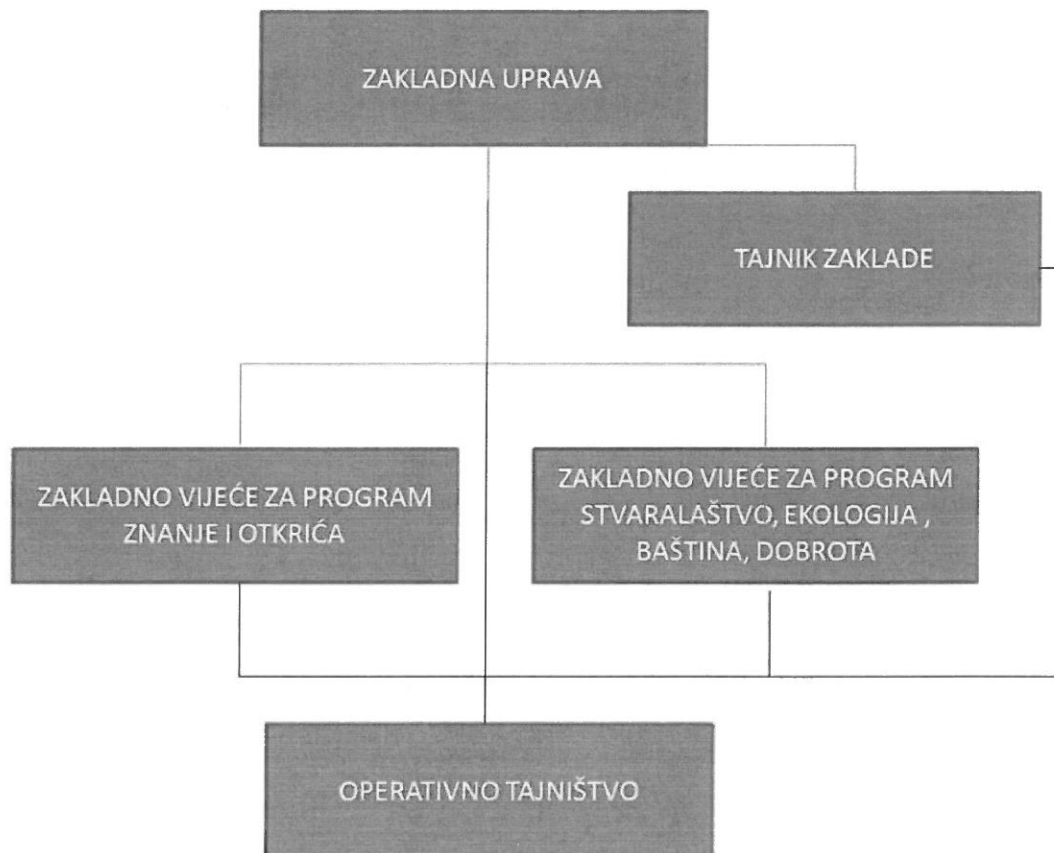 ZAKLADNA UPRAVA
TAJNIK ZAKLADE
ZAKLADNO VIJEĆE ZA PROGRAM
ZNANJE I OTKRIĆA
ZAKLADNO VIJEĆE ZA PROGRAM
STVARALAŠTVO, EKOLOGIJA ,
BAŠTINA, DOBROTA
OPERATIVNO TAJNIŠTVO